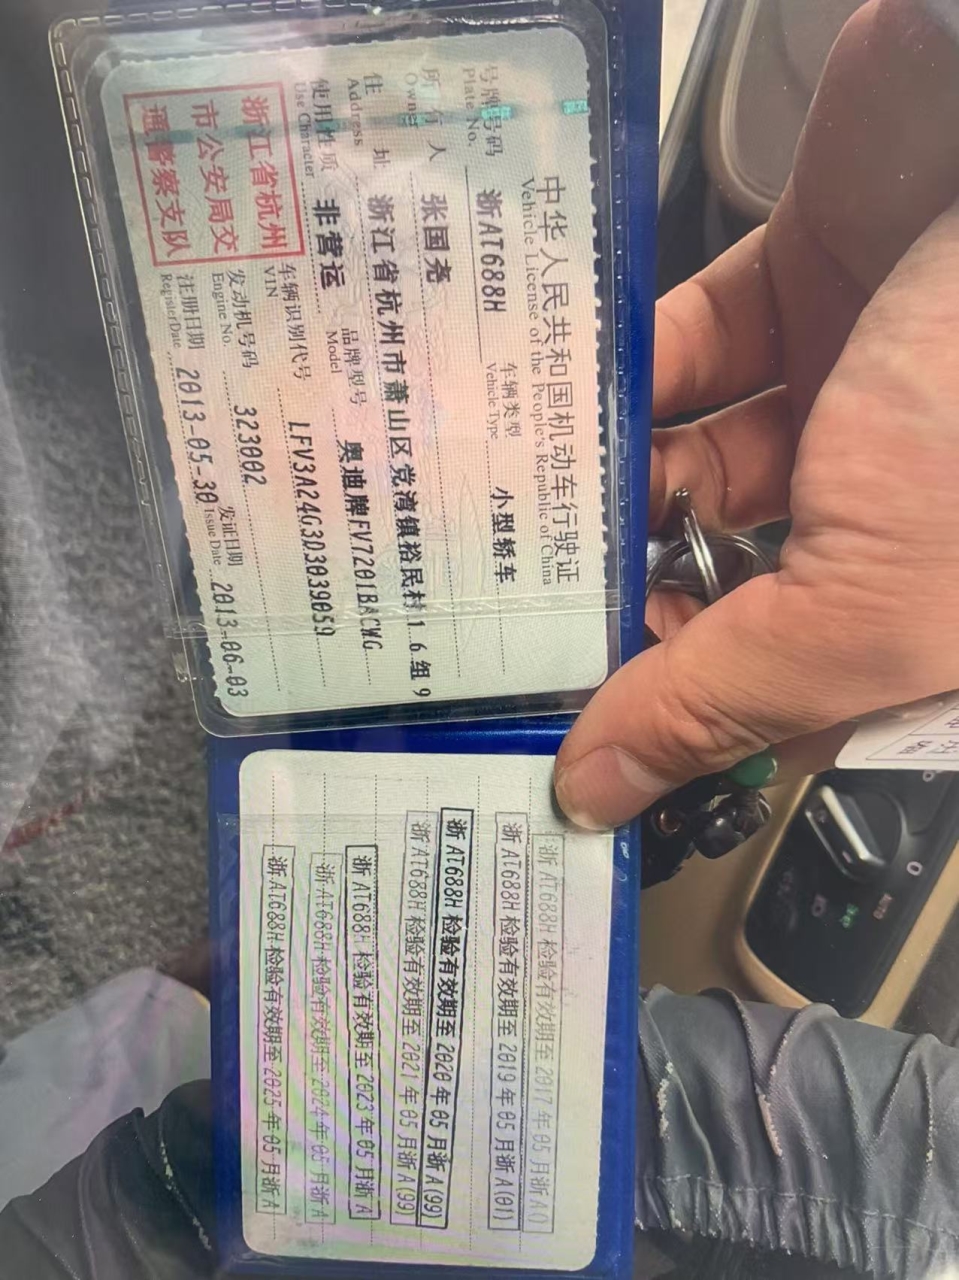 中华人民共和国机动车行驶证
Vehicle License of the People's Republic of China
号牌号码 浙AT688H 车辆类型 小型轿车
Plate No. Vehicle Type
所有人 张国尧
Owner
住址 浙江省杭州市萧山区党湾镇裕民村16组9
Address
使用性质 非营运 品牌型号 奥迪牌FV7201BACWG
Use Character Model
车辆识别代号 LFV3A24G3D3039059
VIN
发动机号码 323002
Engine No.
注册日期 2013-05-30 发证日期 2013-06-03
Register Date Issue Date
浙江省杭州
市公安局交
通警察支队
浙AT688H 检验有效期至 2017年05月浙A()
浙AT688H 检验有效期至 2019年05月浙A(01)
浙AT688H 检验有效期至 2020年05月浙A(99)
浙AT688H 检验有效期至 2021年05月浙A(99)
浙AT688H 检验有效期至 2023年05月浙A
浙AT688H 检验有效期至 2024年05月浙A
浙AT688H 检验有效期至 2025年05月浙A
AUTO